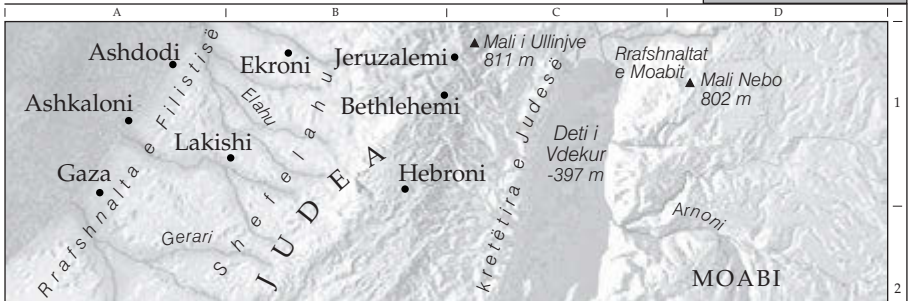 A B C D
Ashdodi
Ekroni
Jeruzalemi
Mali i Ullinjve
811 m
Rrafshnaltat
e Moabit
Mali Nebo
802 m
1
Ashkaloni
Elahu
Bethlehemi
Rrafshnalta e Filistisë
Lakishi
Shefelahu
kretëtira e Judesë
Deti i
Vdekur
-397 m
Gaza
Hebroni
JUDEA
Gerari
Arnoni
MOABI
2